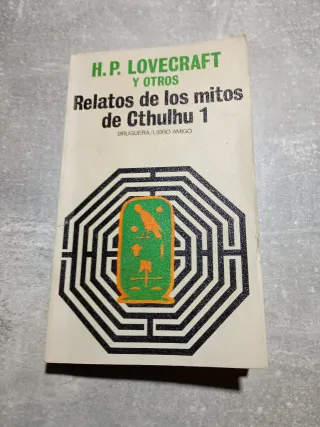 H.P. LOVECRAFT
Y OTROS
Relatos de los mitos
de Cthulhu 1
BRUGUERA/LIBRO AMIGO